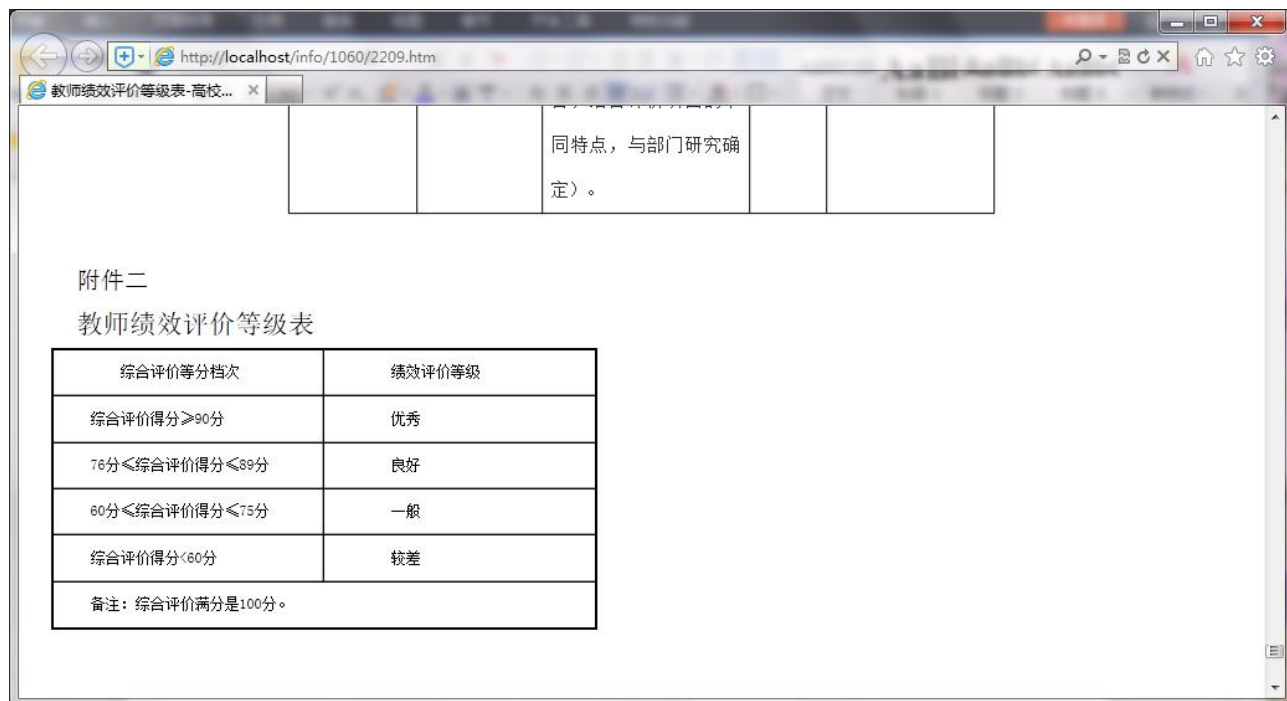 http://localhost/info/1060/2209.htm
教师绩效评价等级表-高校...
同特点，与部门研究确
定）。
附件二
教师绩效评价等级表
综合评价等分档次 绩效评价等级
综合评价得分≥90分 优秀
76分≤综合评价得分≤89分 良好
60分≤综合评价得分≤75分 一般
综合评价得分<60分 较差
备注：综合评价满分是100分。